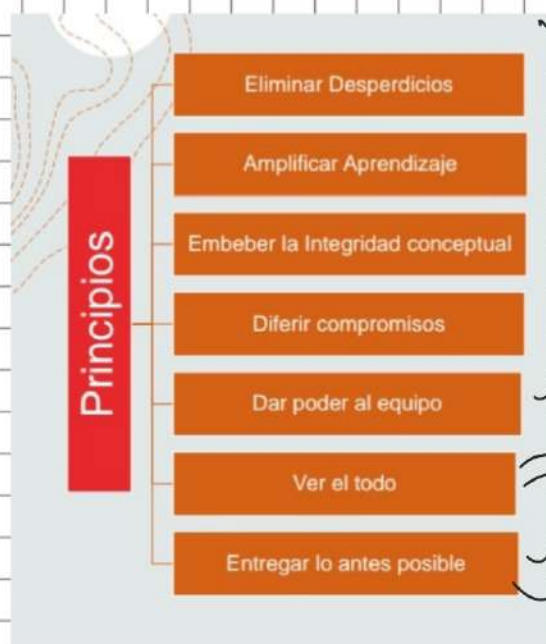 Principios
Eliminar Desperdicios
Amplificar Aprendizaje
Embeber la Integridad conceptual
Diferir compromisos
Dar poder al equipo
Ver el todo
Entregar lo antes posible